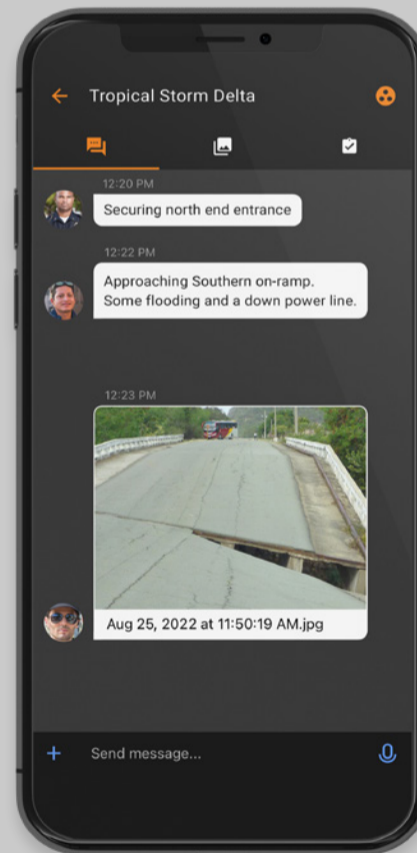 Tropical Storm Delta
12:20 PM
Securing north end entrance
12:22 PM
Approaching Southern on-ramp.
Some flooding and a down power line.
12:23 PM
Aug 25, 2022 at 11:50:19 AM.jpg
Send message...